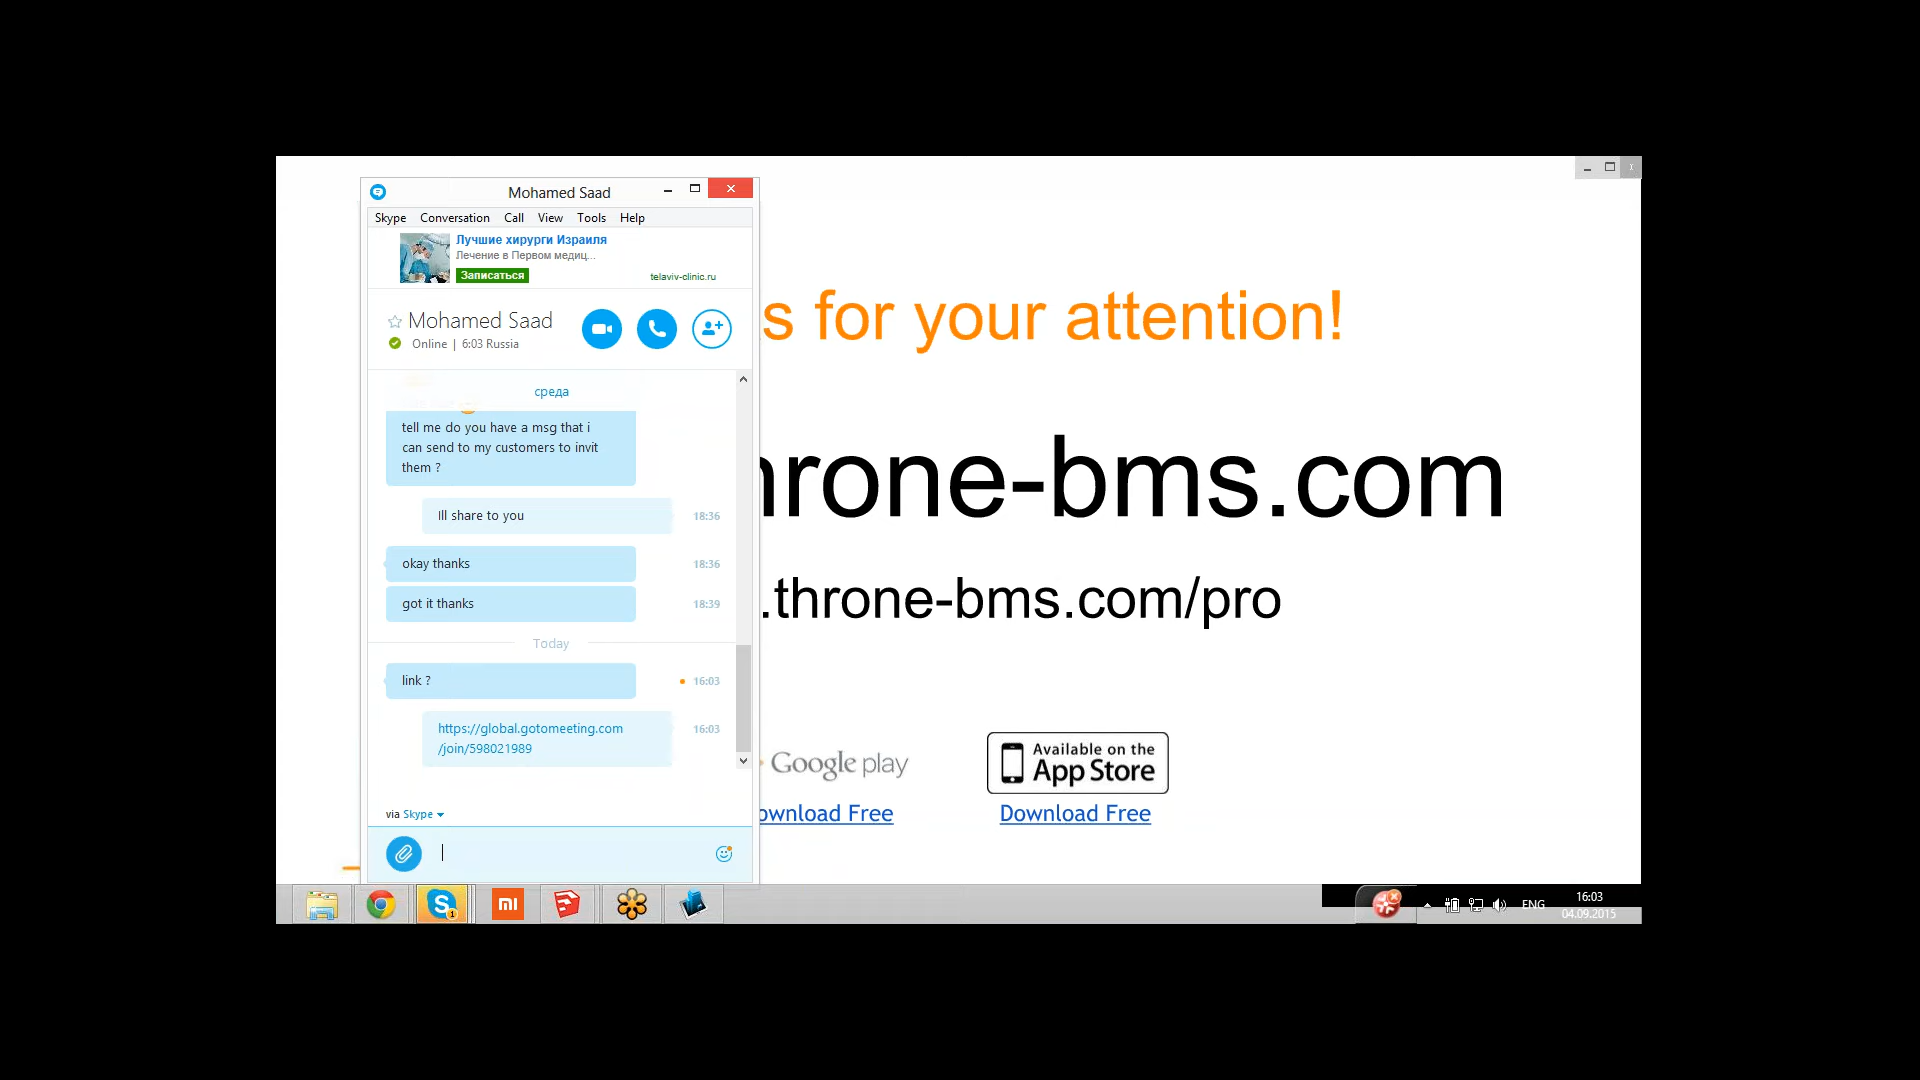 Mohamed Saad
Skype Conversation Call View Tools Help
Лучшие хирурги Израиля
Лечение в Первом медиц...
Записаться
telaviv-clinic.ru
Mohamed Saad
Online | 6:03 Russia
среда
tell me do you have a msg that i
can send to my customers to invit
them ?
Ill share to you 18:36
okay thanks 18:36
got it thanks 18:39
Today
link ? 16:03
https://global.gotomeeting.com 16:03
/join/598021989
via Skype
s for your attention!
hrone-bms.com
.throne-bms.com/pro
Google play
Available on the
App Store
ownload Free
Download Free
S 1
mi
ENG
16:03
04.09.2015